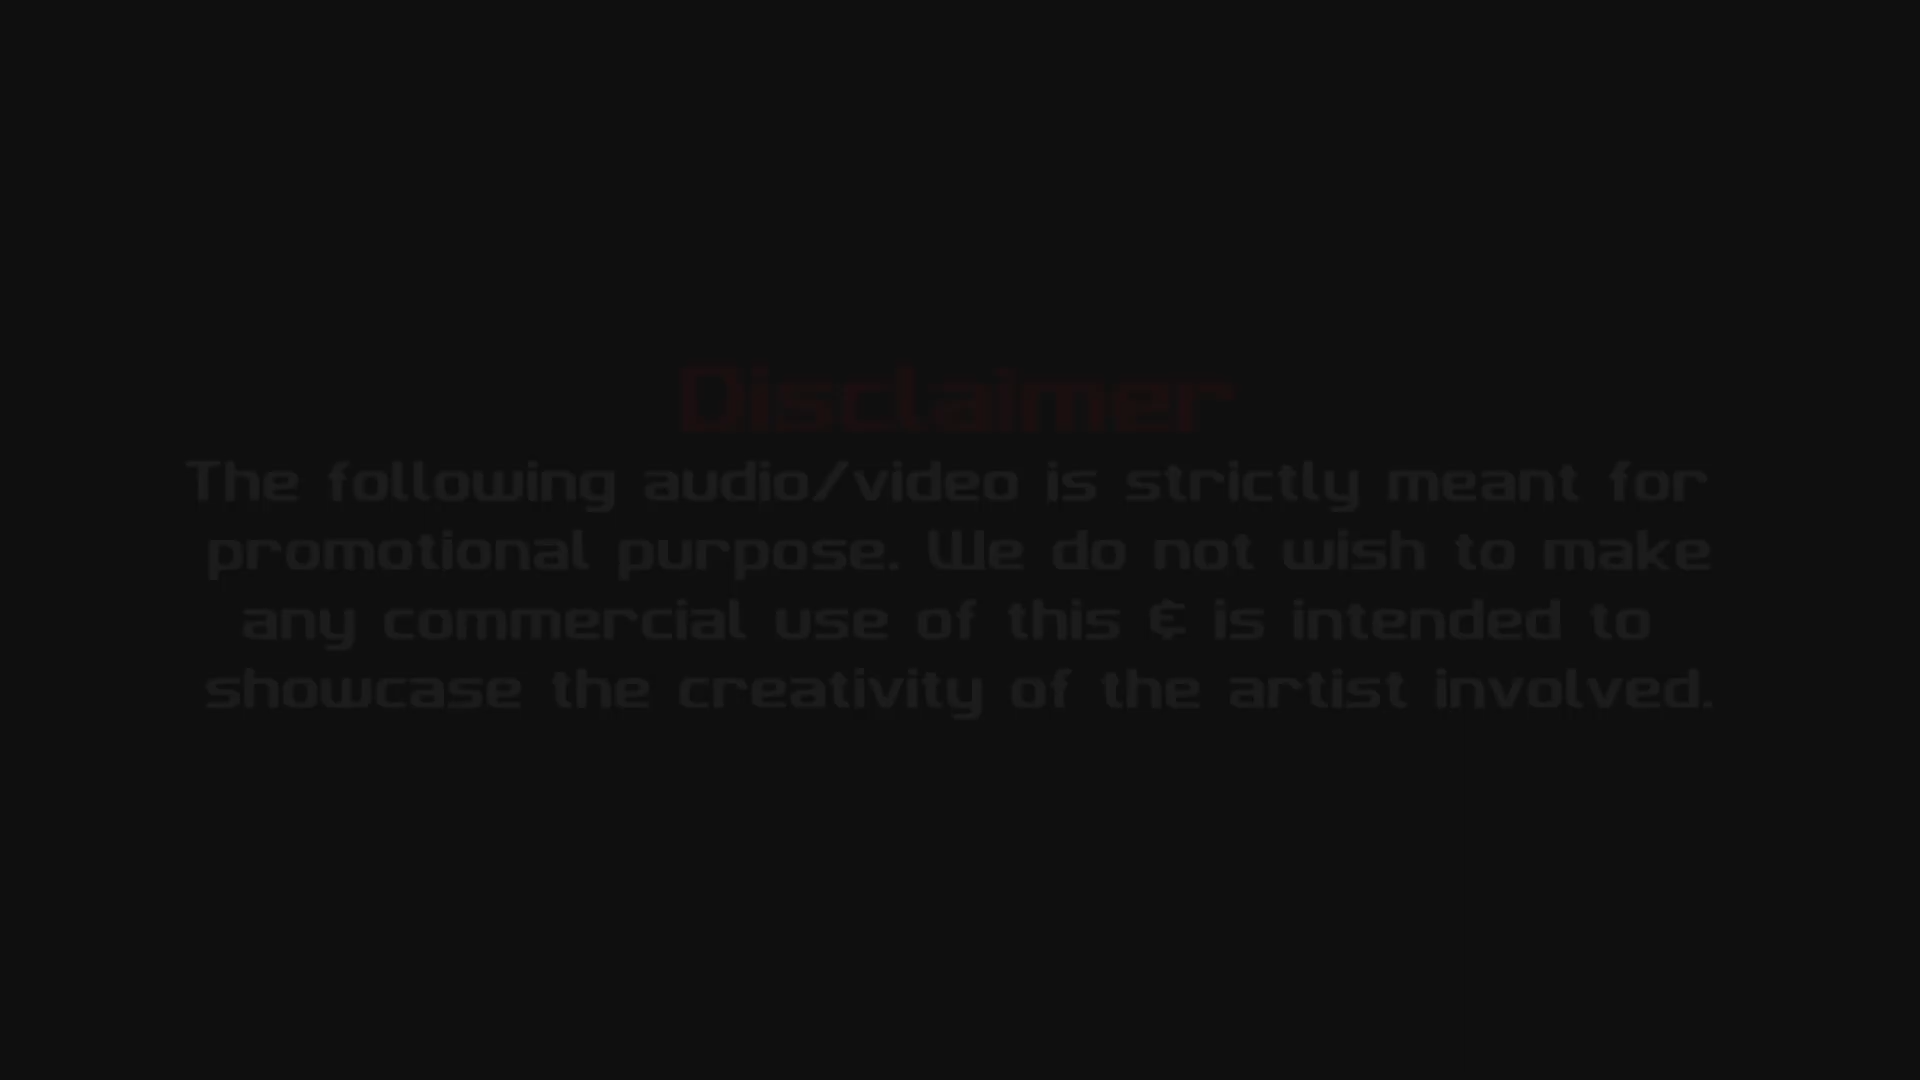 Disclaimer
The following audio/video is strictly meant for
promotional purpose. We do not wish to make
any commercial use of this & is intended to
showcase the creativity of the artist involved.